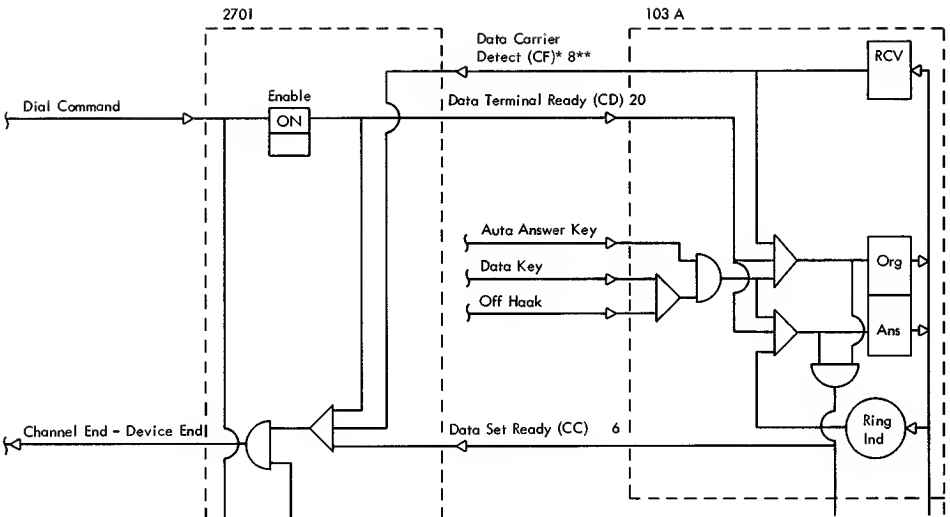 2701
103 A
Data Carrier
Detect (CF)* 8**
RCV
Dial Command
Enable
ON
Data Terminal Ready (CD) 20
Auta Answer Key
Data Key
Off Haak
Org
Ans
Ring
Ind
Channel End - Device End
Data Set Ready (CC) 6